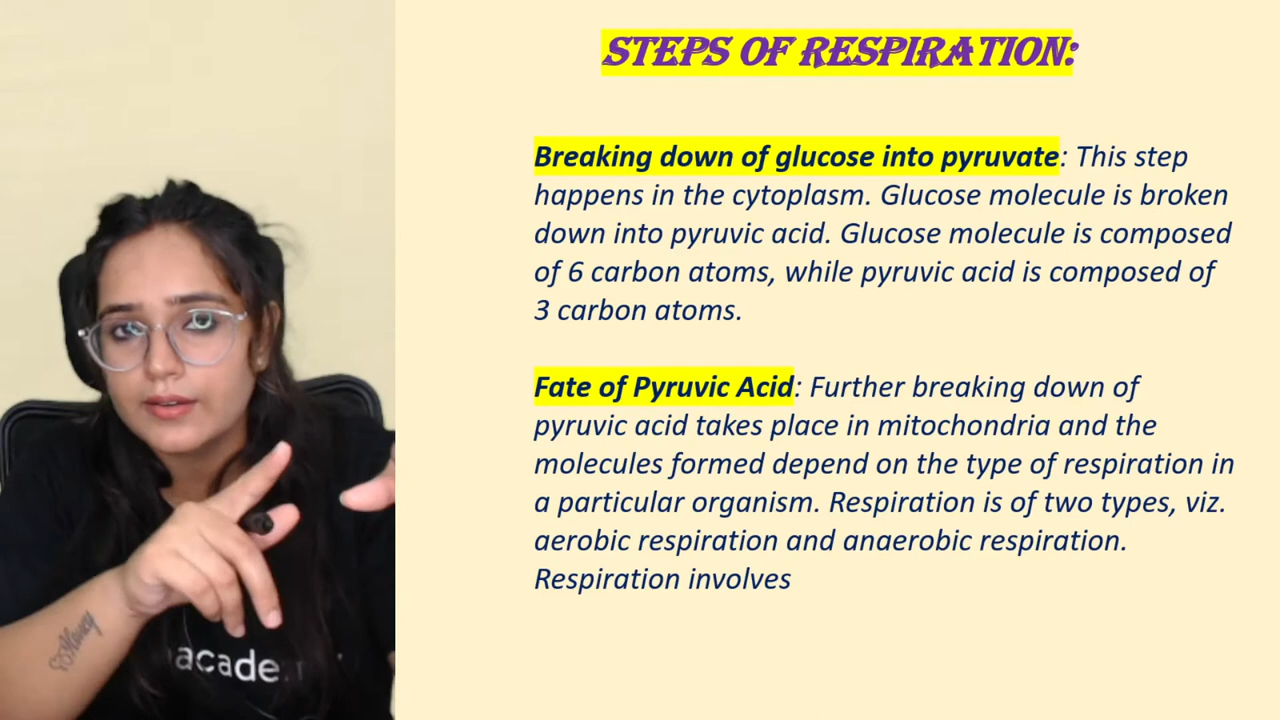 STEPS OF RESPIRATION:
Breaking down of glucose into pyruvate: This step
happens in the cytoplasm. Glucose molecule is broken
down into pyruvic acid. Glucose molecule is composed
of 6 carbon atoms, while pyruvic acid is composed of
3 carbon atoms.
Fate of Pyruvic Acid: Further breaking down of
pyruvic acid takes place in mitochondria and the
molecules formed depend on the type of respiration in
a particular organism. Respiration is of two types, viz.
aerobic respiration and anaerobic respiration.
Respiration involves